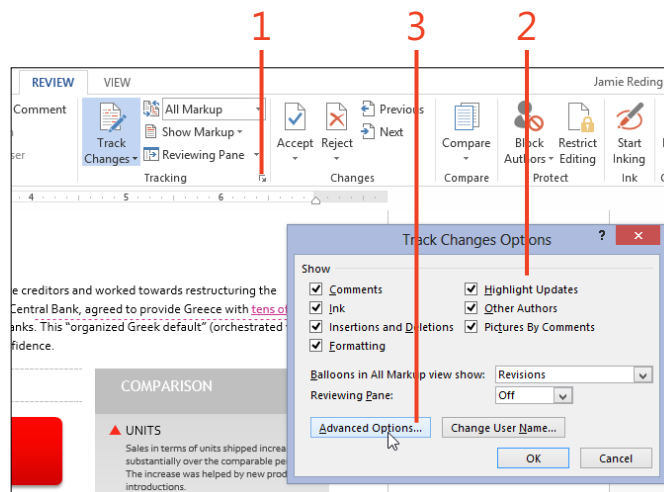 1 3 2
REVIEW VIEW Jamie Reding
Comment
Track Changes
All Markup
Show Markup
Reviewing Pane
Tracking
Accept Reject
Previous
Next
Changes
Compare
Compare
Block Authors Restrict Editing
Protect
Start Inking
Ink
4 5 6
e creditors and worked towards restructuring the
Central Bank, agreed to provide Greece with tens of
anks. This “organized Greek default” (orchestrated
fidence.
COMPARISON
UNITS
Sales in terms of units shipped increa
substantially over the comparable pe
The increase was helped by new prod
introductions.
Track Changes Options ?
Show
Comments Highlight Updates
Ink Other Authors
Insertions and Deletions Pictures By Comments
Formatting
Balloons in All Markup view show: Revisions
Reviewing Pane: Off
Advanced Options... Change User Name...
OK Cancel